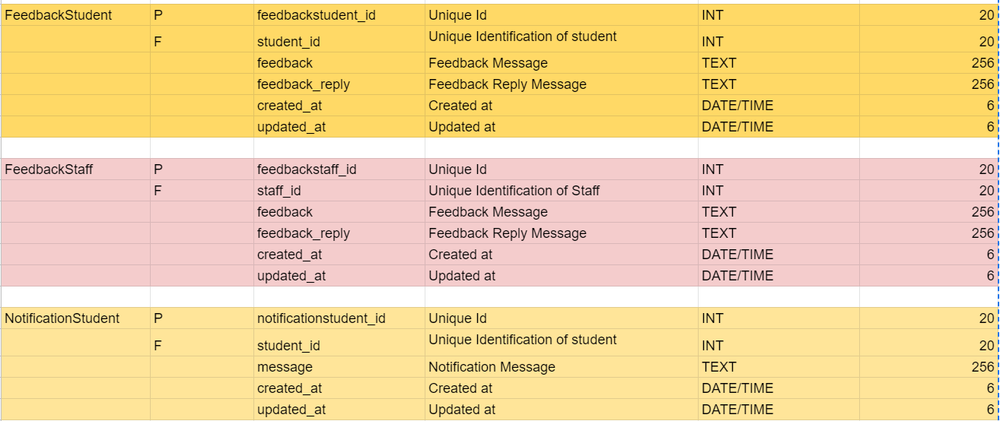 FeedbackStudent P feedbackstudent_id Unique Id INT 20
F student_id Unique Identification of student INT 20
feedback Feedback Message TEXT 256
feedback_reply Feedback Reply Message TEXT 256
created_at Created at DATE/TIME 6
updated_at Updated at DATE/TIME 6
FeedbackStaff P feedbackstaff_id Unique Id INT 20
F staff_id Unique Identification of Staff INT 20
feedback Feedback Message TEXT 256
feedback_reply Feedback Reply Message TEXT 256
created_at Created at DATE/TIME 6
updated_at Updated at DATE/TIME 6
NotificationStudent P notificationstudent_id Unique Id INT 20
F student_id Unique Identification of student INT 20
message Notification Message TEXT 256
created_at Created at DATE/TIME 6
updated_at Updated at DATE/TIME 6